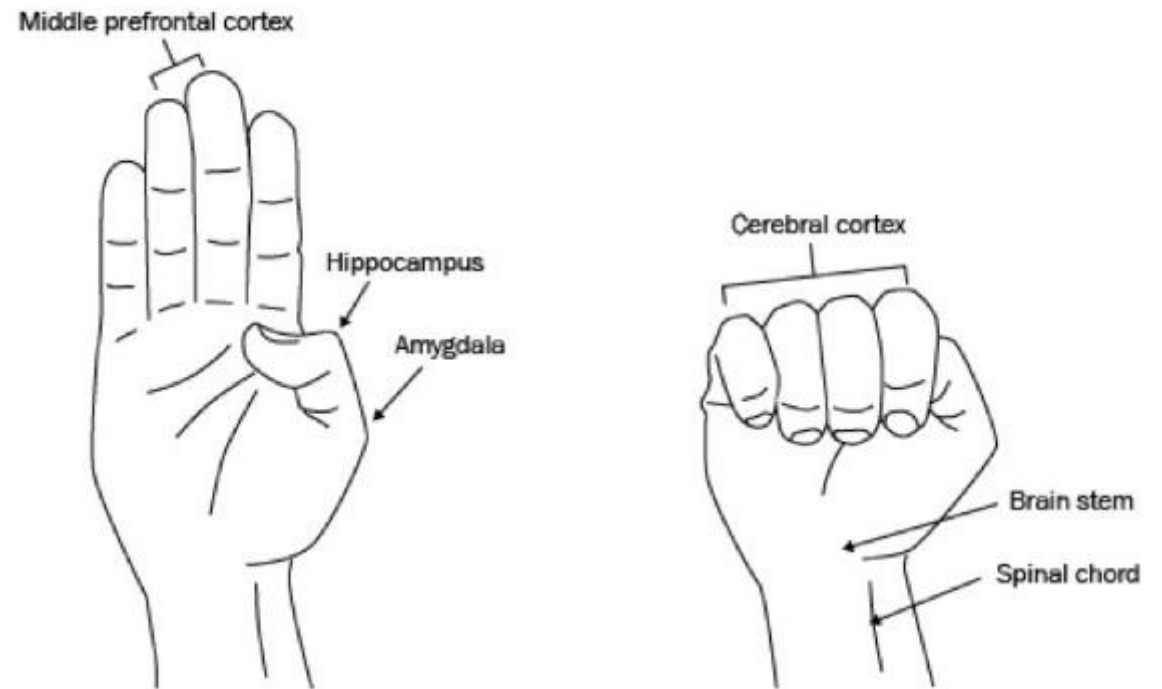 Middle prefrontal cortex
Hippocampus
Amygdala
Cerebral cortex
Brain stem
Spinal chord